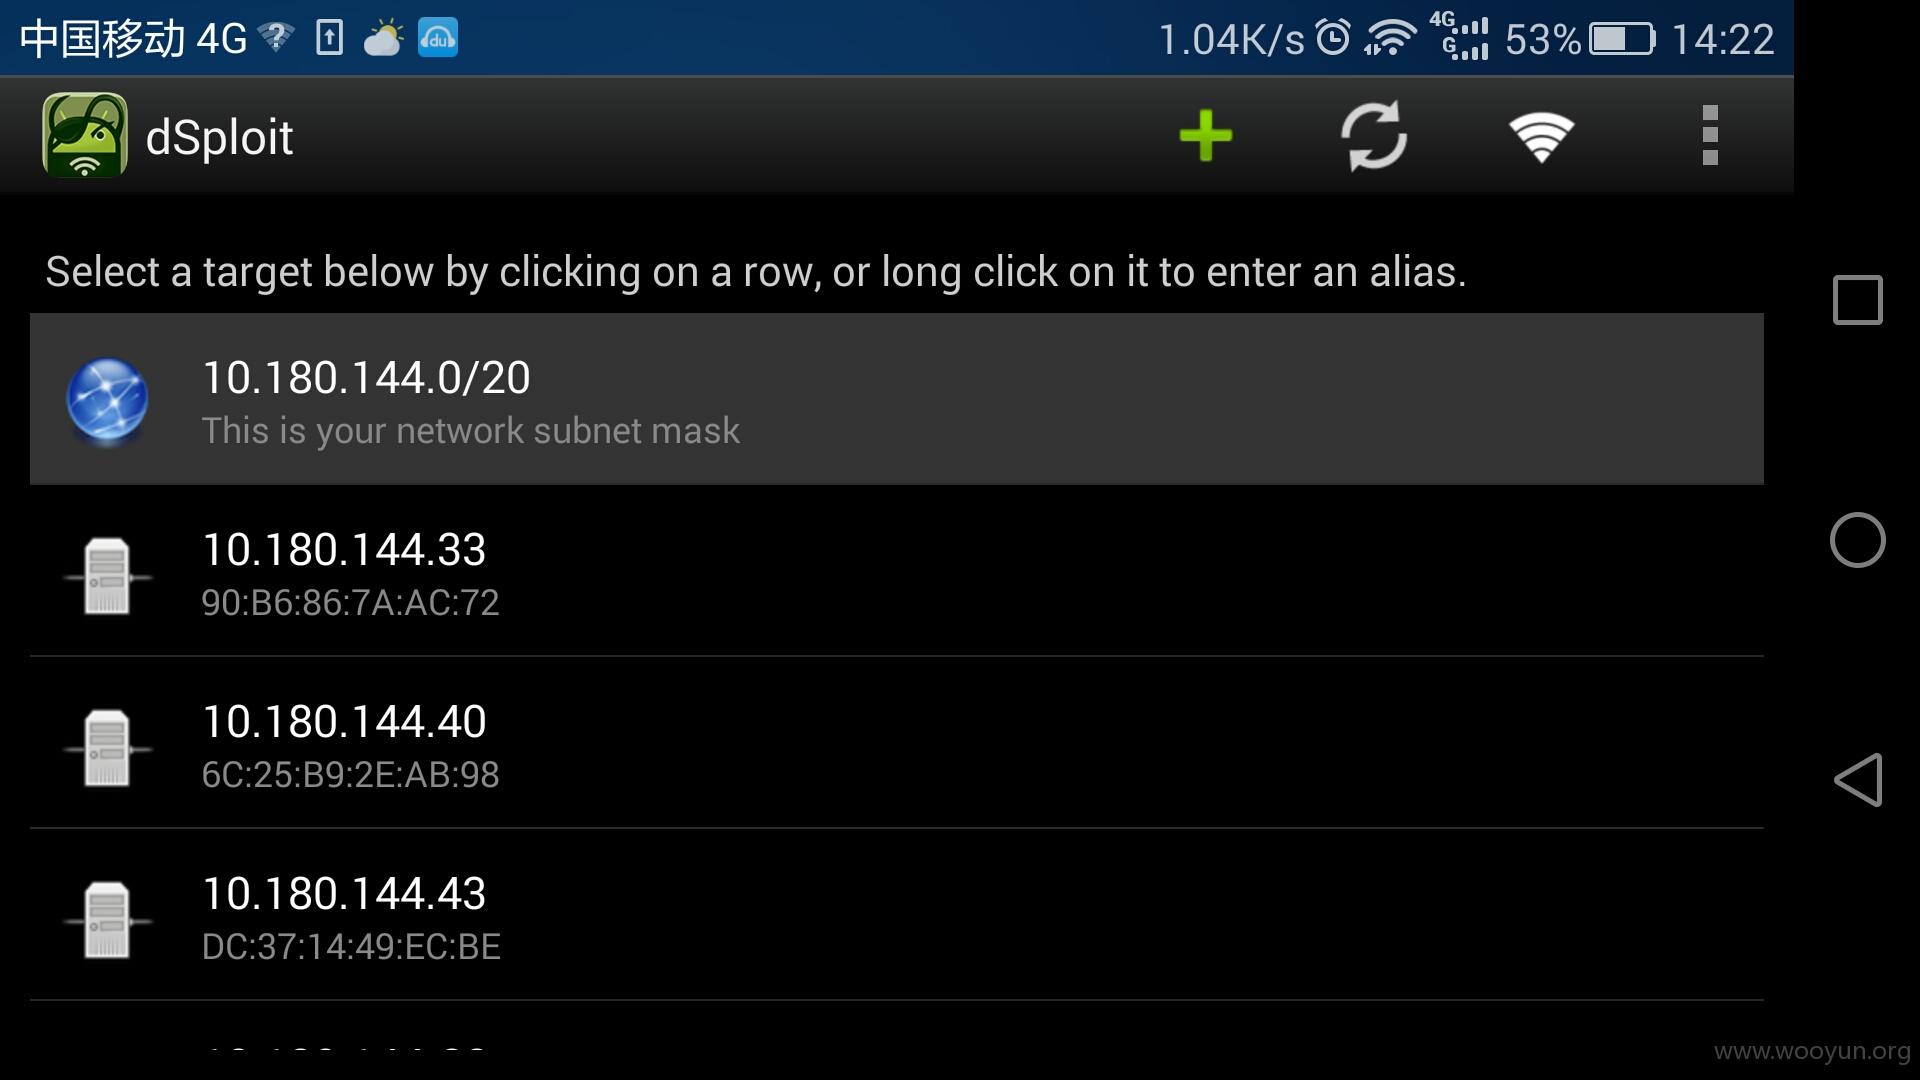 中国移动 4G 1.04K/s 4G G 53% 14:22
dSploit
Select a target below by clicking on a row, or long click on it to enter an alias.
10.180.144.0/20
This is your network subnet mask
10.180.144.33
90:B6:86:7A:AC:72
10.180.144.40
6C:25:B9:2E:AB:98
10.180.144.43
DC:37:14:49:EC:BE
www.wooyun.org